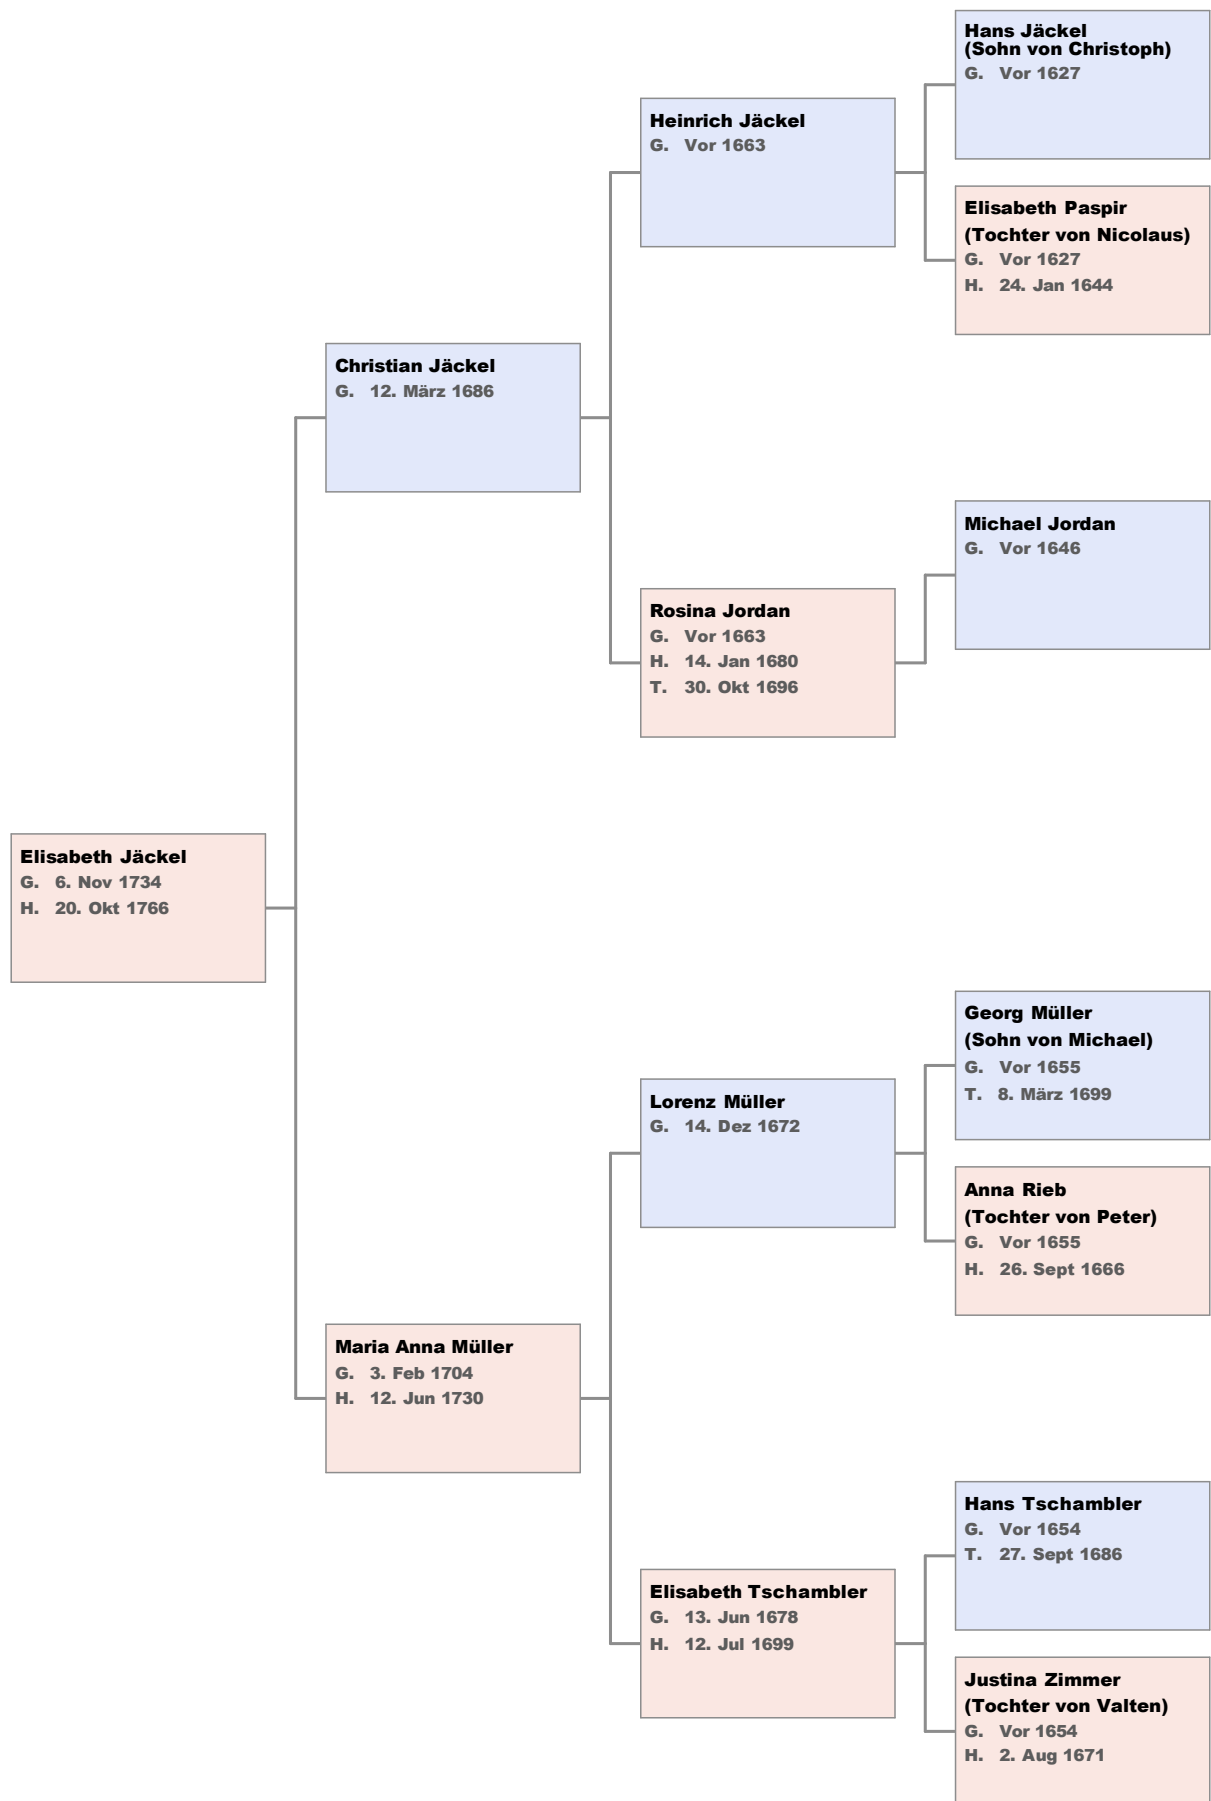 Hans Jäckel
(Sohn von Christoph)
G. Vor 1627
Heinrich Jäckel
G. Vor 1663
Elisabeth Paspir
(Tochter von Nicolaus)
G. Vor 1627
H. 24. Jan 1644
Christian Jäckel
G. 12. März 1686
Michael Jordan
G. Vor 1646
Rosina Jordan
G. Vor 1663
H. 14. Jan 1680
T. 30. Okt 1696
Elisabeth Jäckel
G. 6. Nov 1734
H. 20. Okt 1766
Georg Müller
(Sohn von Michael)
G. Vor 1655
T. 8. März 1699
Lorenz Müller
G. 14. Dez 1672
Anna Rieb
(Tochter von Peter)
G. Vor 1655
H. 26. Sept 1666
Maria Anna Müller
G. 3. Feb 1704
H. 12. Jun 1730
Hans Tschambler
G. Vor 1654
T. 27. Sept 1686
Elisabeth Tschambler
G. 13. Jun 1678
H. 12. Jul 1699
Justina Zimmer
(Tochter von Valten)
G. Vor 1654
H. 2. Aug 1671